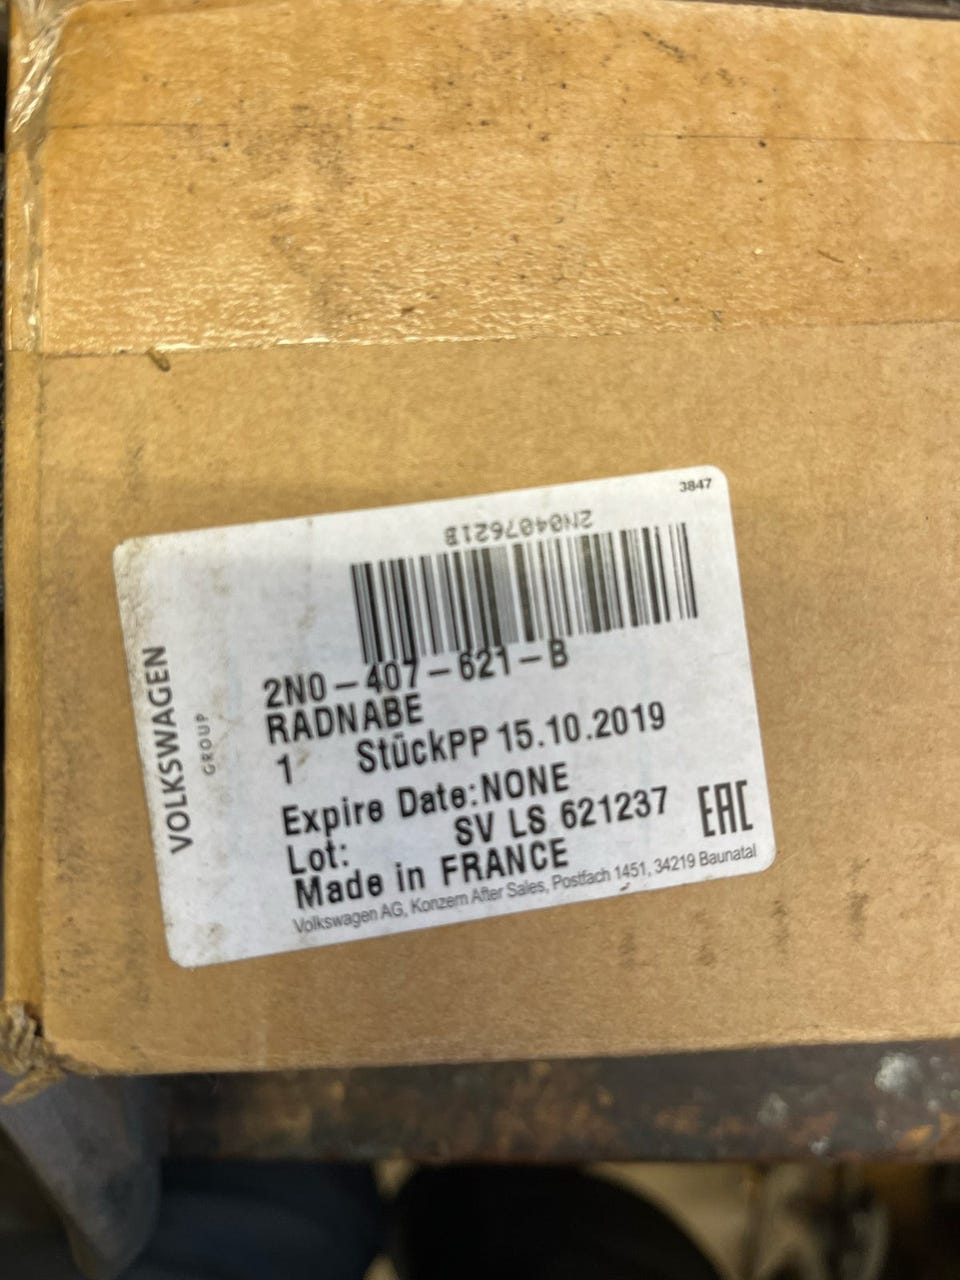 3847
2N0407621B
2N0-407-621-B
RADNABE
1 StückPP 15.10.2019
Expire Date:NONE
Lot: SV LS 621237
Made in FRANCE
EAC
Volkswagen AG, Konzern After Sales, Postfach 1451, 34219 Baunatal
VOLKSWAGEN
GROUP